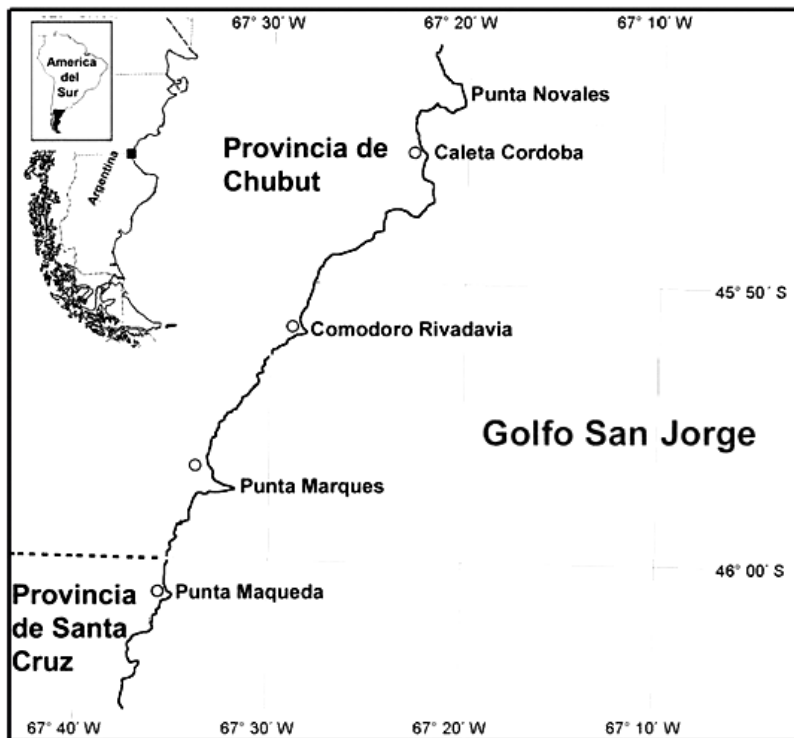 67° 30´ W
67° 20´ W
67° 10´ W
America
del
Sur
Argentina
Punta Novales
Provincia de
Chubut
Caleta Cordoba
45° 50´ S
Comodoro Rivadavia
Golfo San Jorge
Punta Marques
46° 00´ S
Provincia
de Santa
Cruz
Punta Maqueda
67° 40´ W
67° 30´ W
67° 20´ W
67° 10´ W